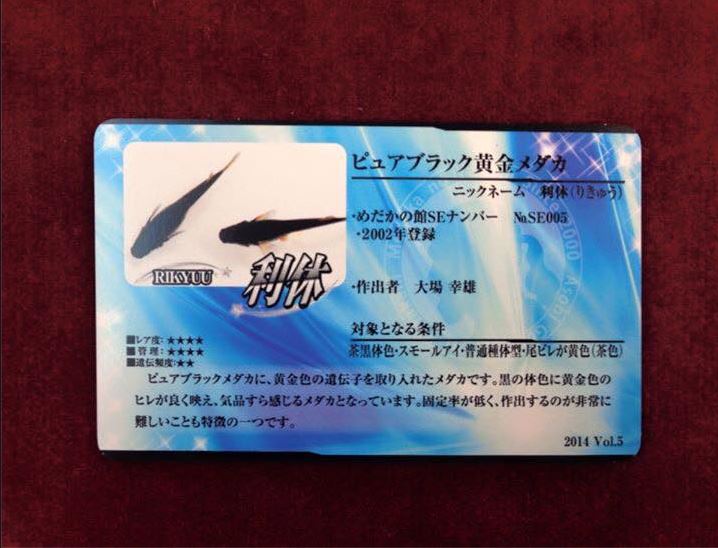 ピュアブラック黄金メダカ
ニックネーム 利休(りきゅう)
・めだかの館SEナンバー №SE005
・2002年登録
RIKYUU
利休
・作出者 大場 幸雄
対象となる条件
茶黒体色・スモールアイ・普通種体型・尾ビレが黄色(茶色)
■レア度:★★★★
■管理:★★★★
■遺伝頻度:★★
ピュアブラックメダカに、黄金色の遺伝子を取り入れたメダカです。黒の体色に黄金色の
ヒレが良く映え、気品すら感じるメダカとなっています。固定率が低く、作出するのが非常に
難しいことも特徴の一つです。
2014 Vol.5